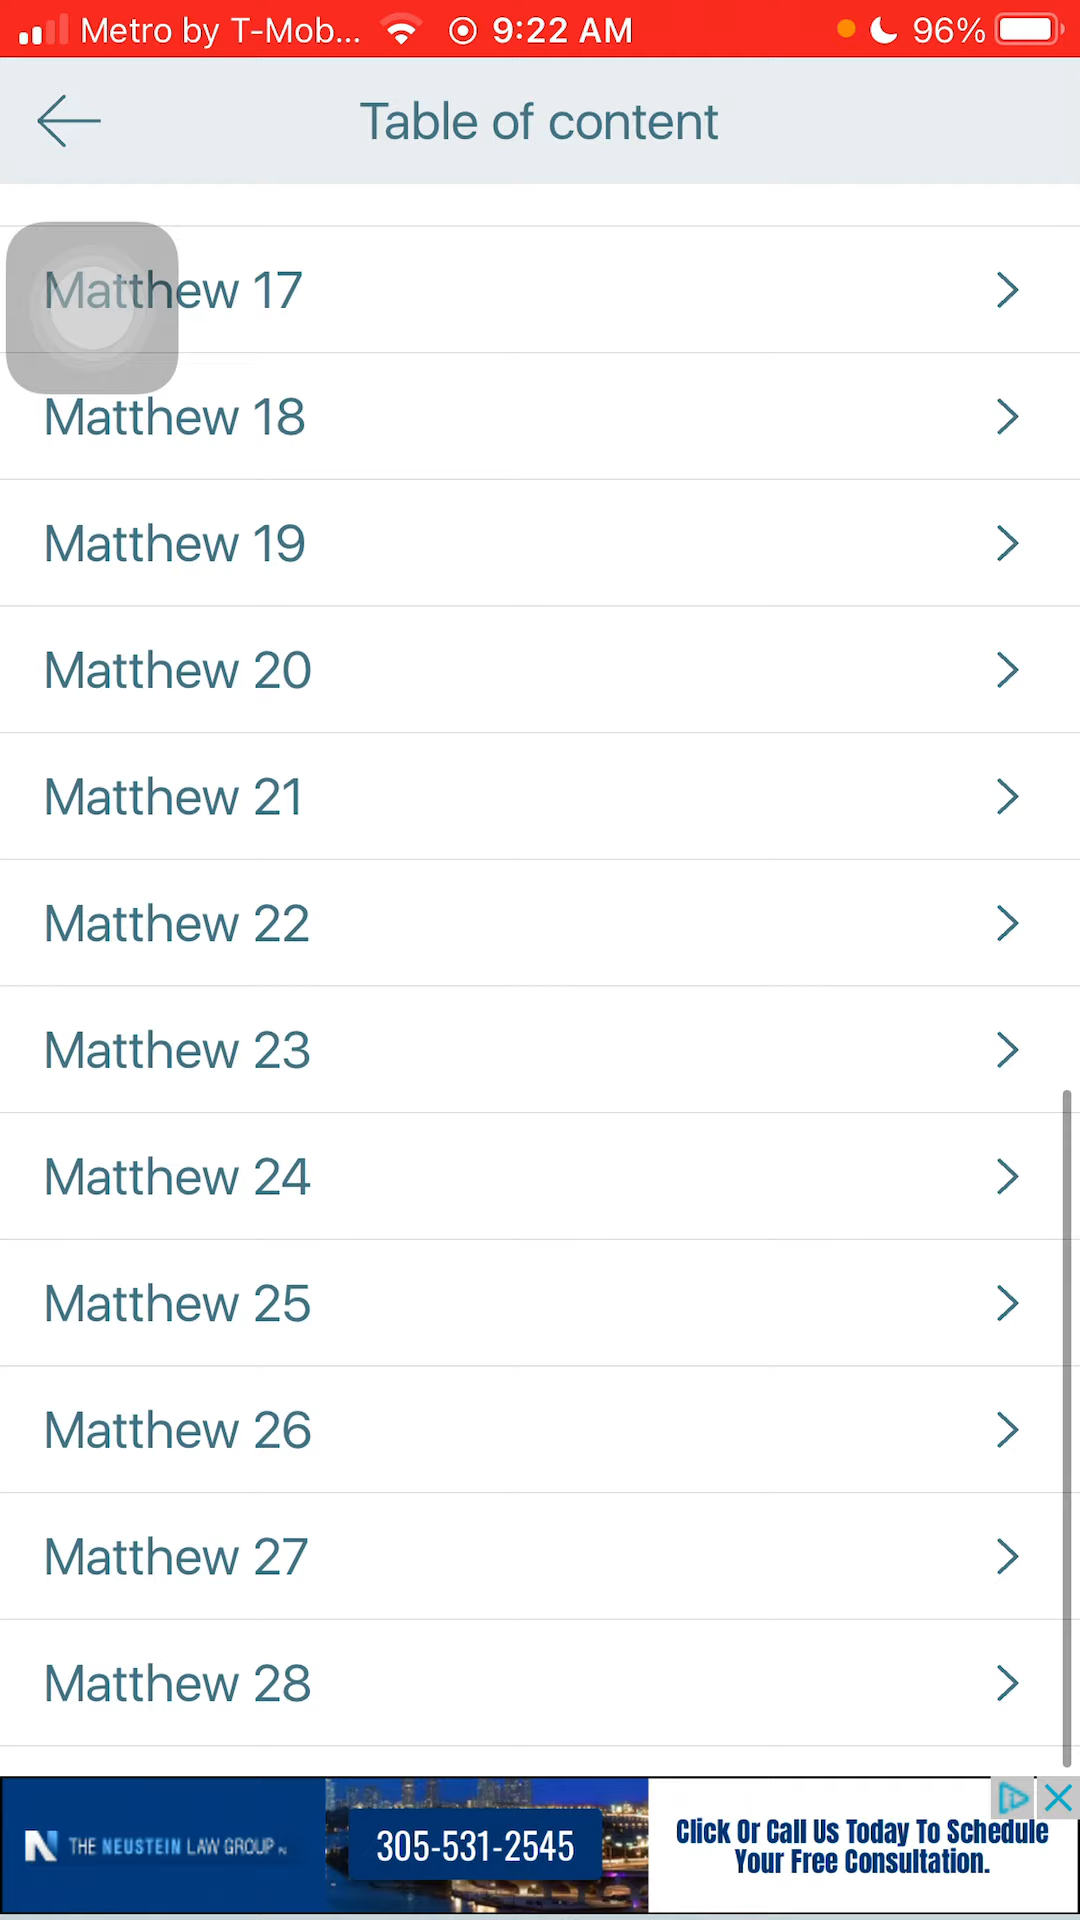 Metro by T-Mob... 9:22 AM 96%
Table of content
Matthew 17
Matthew 18
Matthew 19
Matthew 20
Matthew 21
Matthew 22
Matthew 23
Matthew 24
Matthew 25
Matthew 26
Matthew 27
Matthew 28
N THE NEUSTEIN LAW GROUP
305-531-2545
Click Or Call Us Today To Schedule
Your Free Consultation.